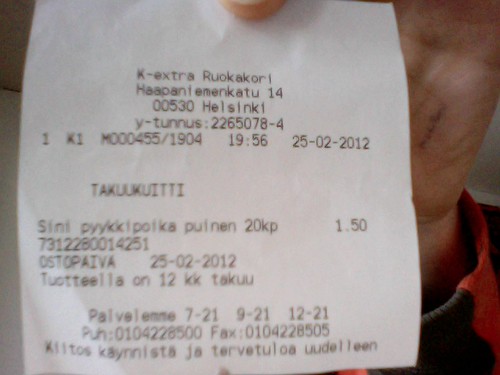 K-extra Ruokakori
Haapaniemenkatu 14
00530 Helsinki
y-tunnus:2265078-4
1 K1 M000455/1904 19:56 25-02-2012
TAKUUKUITTI
Sini pyykkipoika puinen 20kp 1.50
7312280014251
OSTOPAIVA 25-02-2012
Tuotteella on 12 kk takuu
Palvelemme 7-21 9-21 12-21
Puh:0104228500 Fax:0104228505
Kiitos käynnistä ja tervetuloa uudelleen